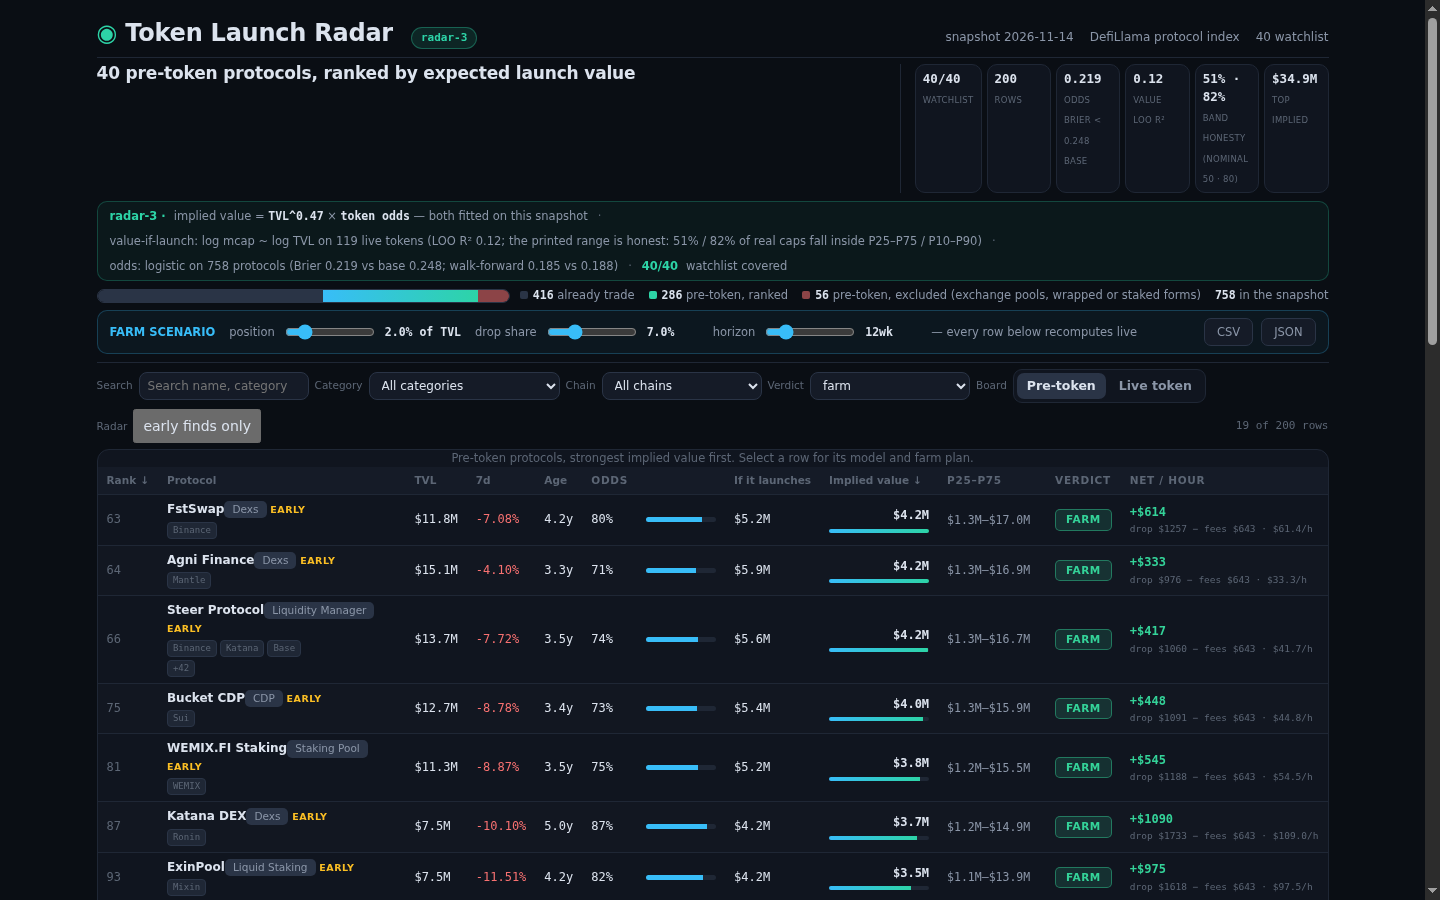 ◉ Token Launch Radar radar-3
snapshot 2026-11-14 DefiLlama protocol index 40 watchlist
40 pre-token protocols, ranked by expected launch value
40/40 WATCHLIST
200 ROWS
0.219 ODDS BRIER < 0.248 BASE
0.12 VALUE LOO R²
51% · 82% BAND HONESTY (NOMINAL 50 · 80)
$34.9M TOP IMPLIED
radar-3 · implied value = TVL^0.47 × token odds — both fitted on this snapshot ·
value-if-launch: log mcap ~ log TVL on 119 live tokens (LOO R² 0.12; the printed range is honest: 51% / 82% of real caps fall inside P25–P75 / P10–P90) ·
odds: logistic on 758 protocols (Brier 0.219 vs base 0.248; walk-forward 0.185 vs 0.188) · 40/40 watchlist covered
416 already trade 286 pre-token, ranked 56 pre-token, excluded (exchange pools, wrapped or staked forms) 758 in the snapshot
FARM SCENARIO position 2.0% of TVL drop share 7.0% horizon 12wk — every row below recomputes live CSV JSON
Search Search name, category Category All categories Chain All chains Verdict farm Board Pre-token Live token
Radar early finds only 19 of 200 rows
Pre-token protocols, strongest implied value first. Select a row for its model and farm plan.
Rank ↓ Protocol TVL 7d Age ODDS If it launches Implied value ↓ P25–P75 VERDICT NET / HOUR
63 FstSwap Dexs EARLY $11.8M -7.08% 4.2y 80% $5.2M $4.2M $1.3M–$17.0M FARM +$614
Binance drop $1257 − fees $643 · $61.4/h
64 Agni Finance Dexs EARLY $15.1M -4.10% 3.3y 71% $5.9M $4.2M $1.3M–$16.9M FARM +$333
Mantle drop $976 − fees $643 · $33.3/h
66 Steer Protocol Liquidity Manager EARLY $13.7M -7.72% 3.5y 74% $5.6M $4.2M $1.3M–$16.7M FARM +$417
Binance Katana Base drop $1060 − fees $643 · $41.7/h
+42
75 Bucket CDP CDP EARLY $12.7M -8.78% 3.4y 73% $5.4M $4.0M $1.3M–$15.9M FARM +$448
Sui drop $1091 − fees $643 · $44.8/h
81 WEMIX.FI Staking Staking Pool EARLY $11.3M -8.87% 3.5y 75% $5.2M $3.8M $1.2M–$15.5M FARM +$545
WEMIX drop $1188 − fees $643 · $54.5/h
87 Katana DEX Dexs EARLY $7.5M -10.10% 5.0y 87% $4.2M $3.7M $1.2M–$14.9M FARM +$1090
Ronin drop $1733 − fees $643 · $109.0/h
93 ExinPool Liquid Staking EARLY $7.5M -11.51% 4.2y 82% $4.2M $3.5M $1.1M–$13.9M FARM +$975
Mixin drop $1618 − fees $643 · $97.5/h